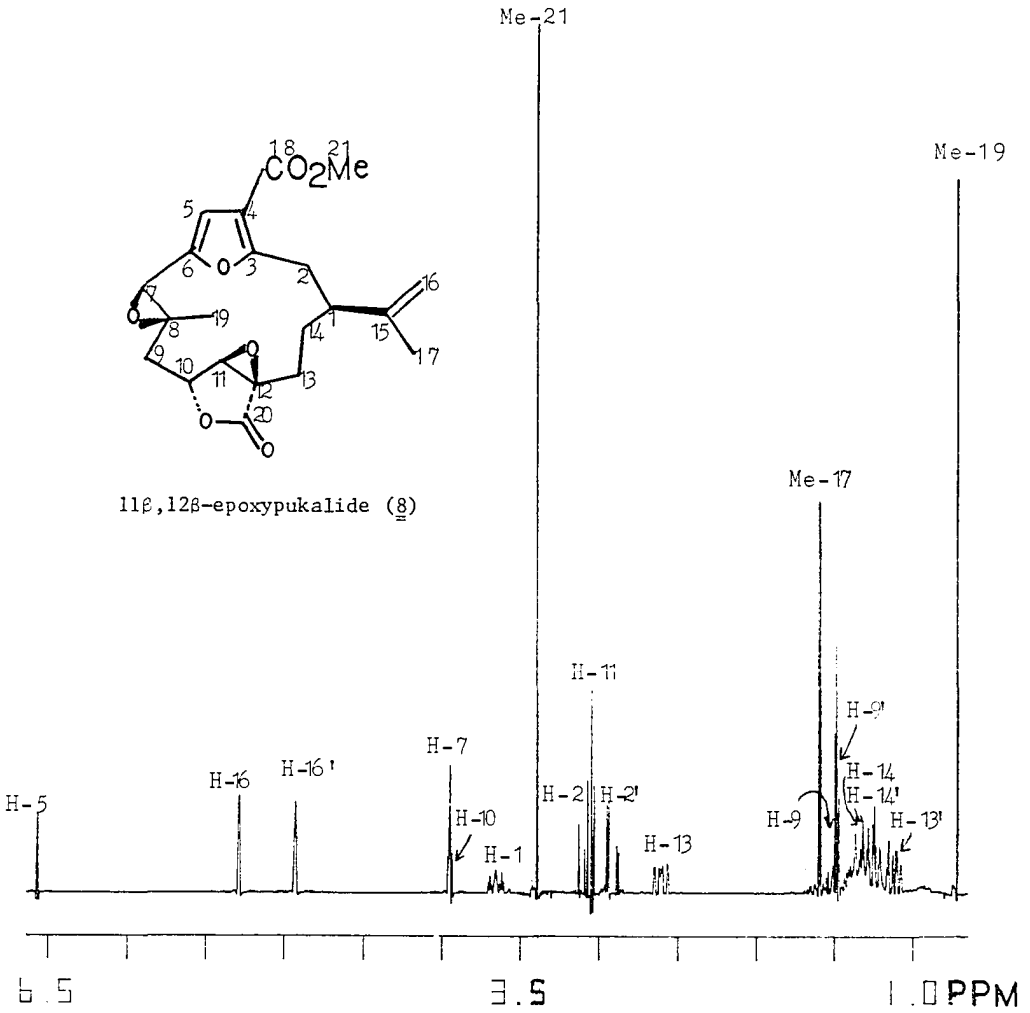 Me-21
Me-19
18 21
CO2Me
5 4
6 O 3 2
16
7
O 8 19
14 1 15
17
9
10 11 O 12 13
20
O
O
11β,12β-epoxypukalide (8)
Me-17
H-11
H-9'
H-7
H-16 H-16' H-14
H-2 H-2' H-14'
H-5 H-10 H-9 H-13'
H-1 H-13
6.5 3.5 1.0 PPM